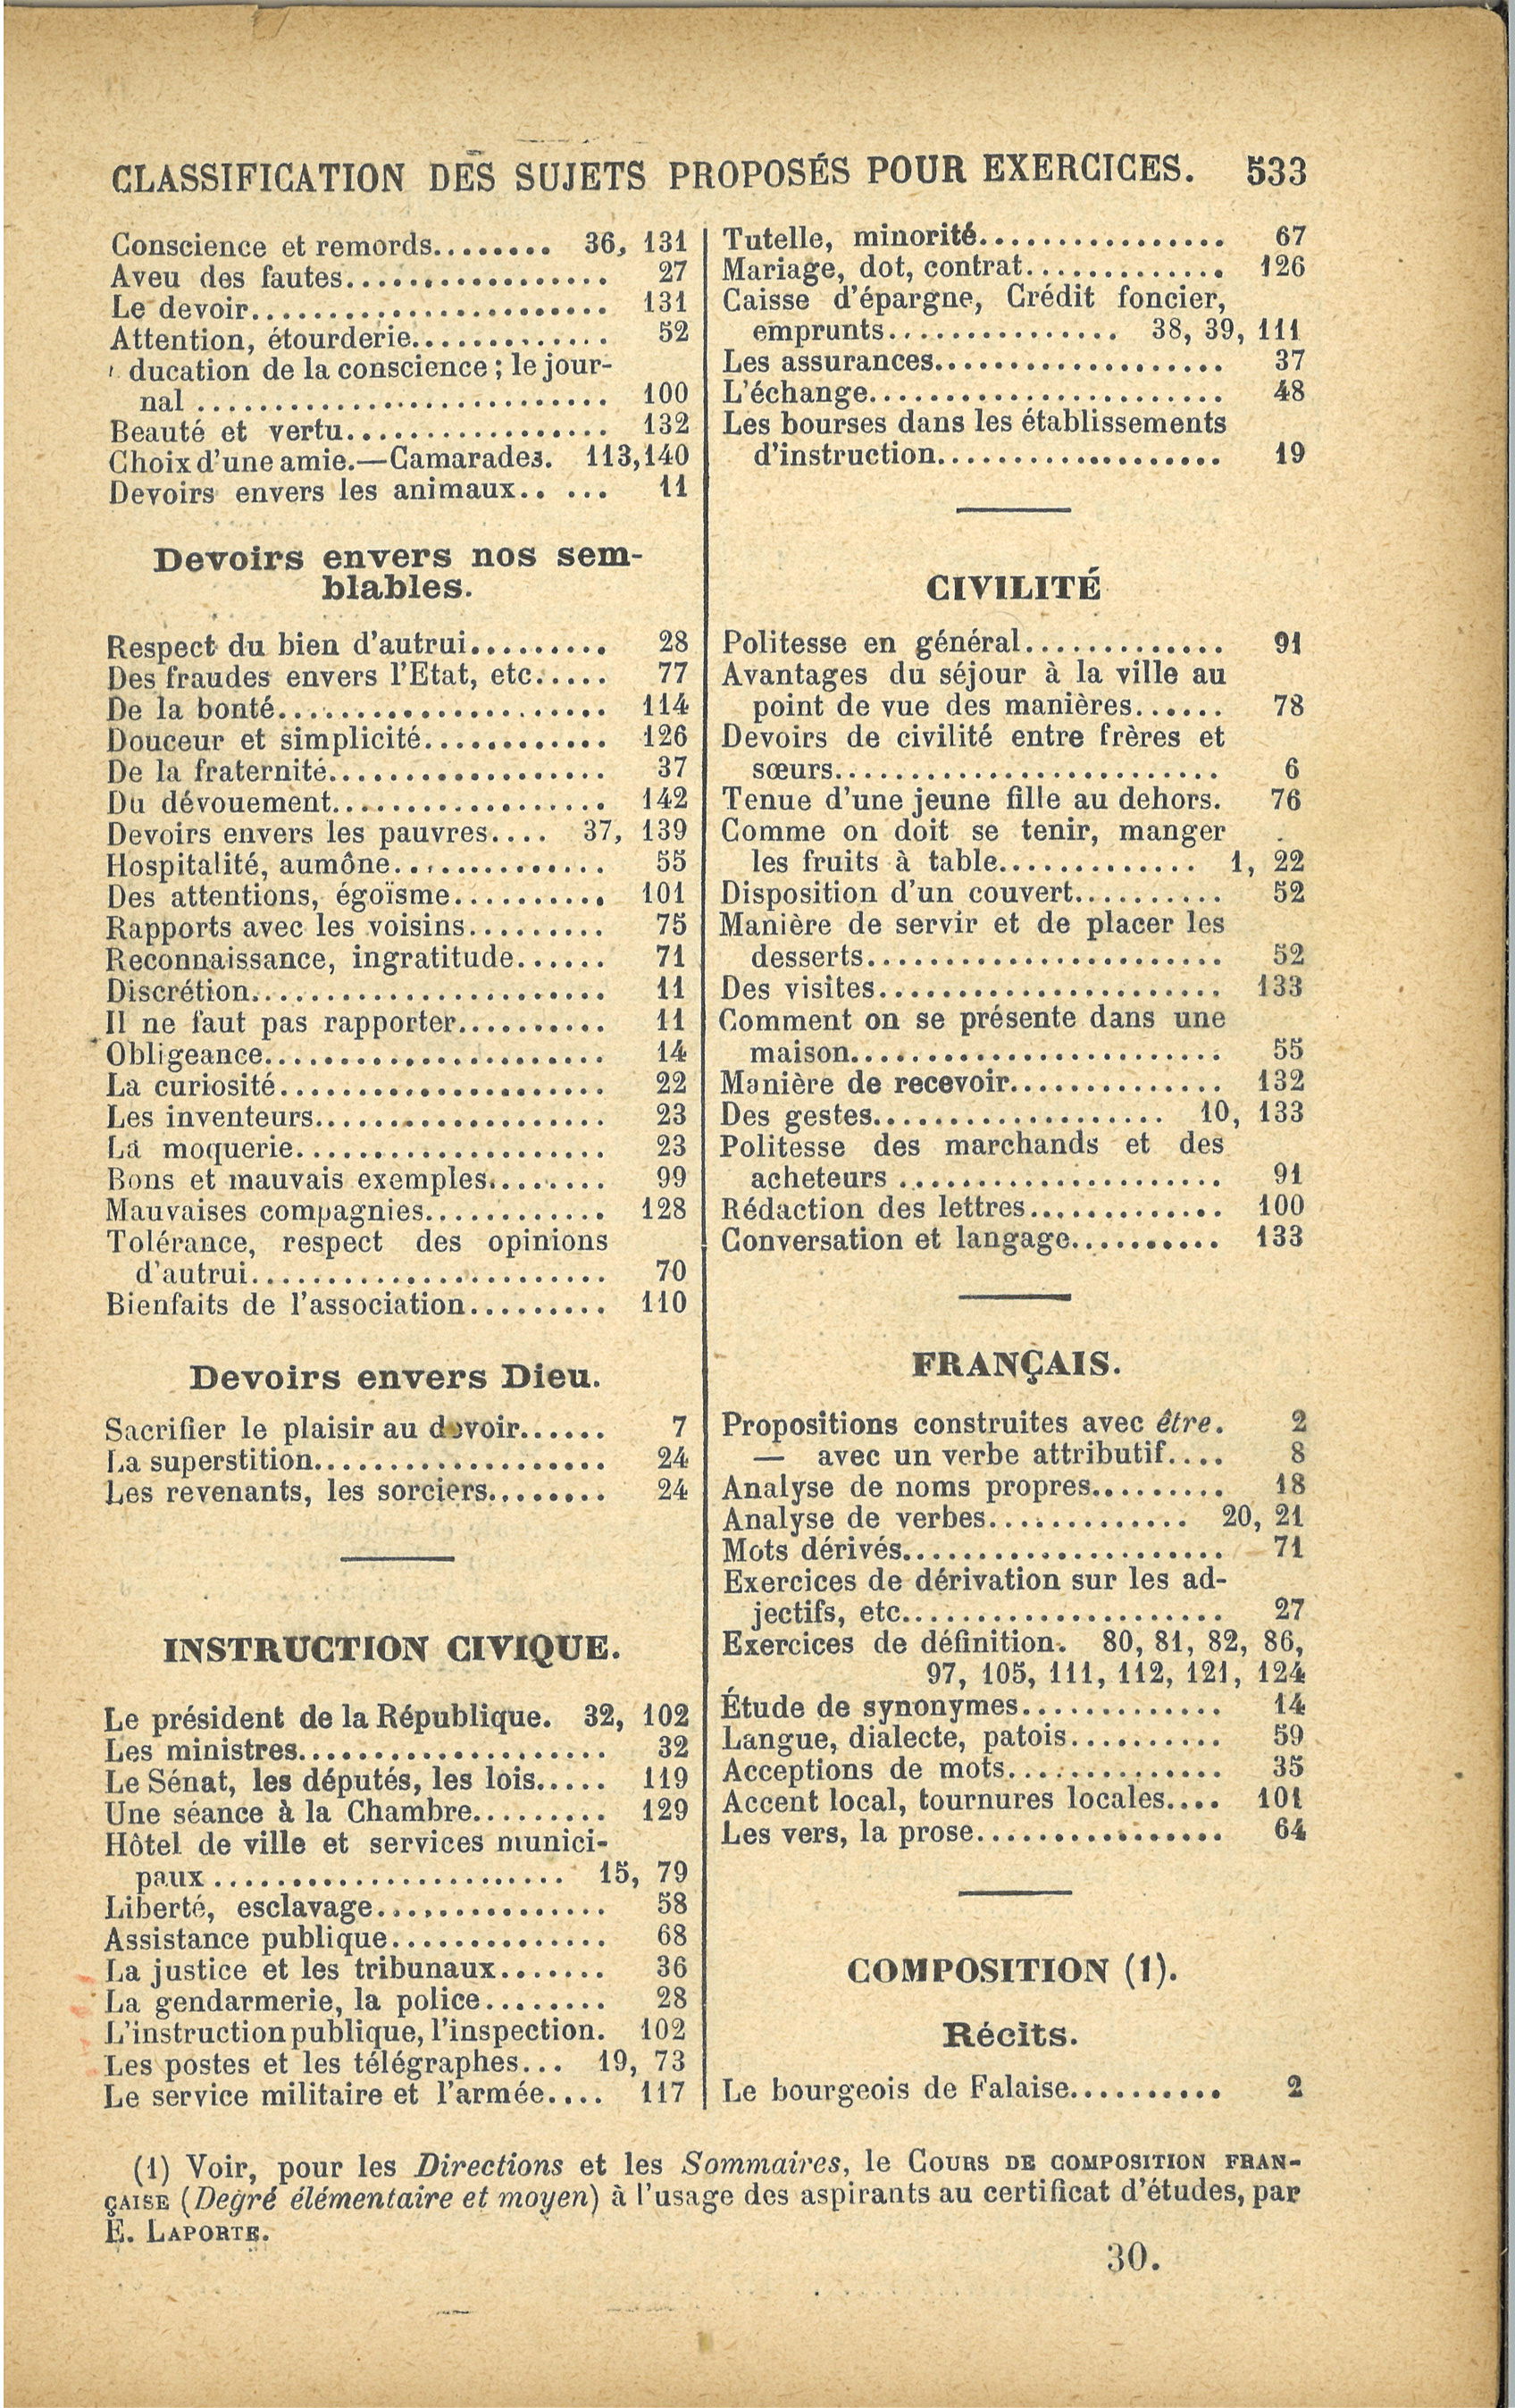 CLASSIFICATION DES SUJETS PROPOSÉS POUR EXERCICES. 533
Conscience et remords........ 36, 131
Aveu des fautes................. 27
Le devoir....................... 131
Attention, étourderie............. 52
ducation de la conscience ; le jour-
nal ........................... 100
Beauté et vertu................. 132
Choix d'une amie.—Camarades. 113,140
Devoirs envers les animaux.. ... 11
Devoirs envers nos sem-
blables.
Respect du bien d'autrui......... 28
Des fraudes envers l'Etat, etc..... 77
De la bonté..................... 114
Douceur et simplicité............ 126
De la fraternité.................. 37
Du dévouement.................. 142
Devoirs envers les pauvres.... 37, 139
Hospitalité, aumône.............. 55
Des attentions, égoïsme.......... 101
Rapports avec les voisins......... 75
Reconnaissance, ingratitude...... 71
Discrétion....................... 11
Il ne faut pas rapporter.......... 11
Obligeance...................... 14
La curiosité..................... 22
Les inventeurs................... 23
La moquerie.................... 23
Bons et mauvais exemples........ 99
Mauvaises compagnies............ 128
Tolérance, respect des opinions
d'autrui....................... 70
Bienfaits de l'association......... 110
Devoirs envers Dieu.
Sacrifier le plaisir au devoir...... 7
La superstition................... 24
Les revenants, les sorciers........ 24
INSTRUCTION CIVIQUE.
Le président de la République. 32, 102
Les ministres.................... 32
Le Sénat, les députés, les lois..... 119
Une séance à la Chambre......... 129
Hôtel de ville et services munici-
paux ....................... 15, 79
Liberté, esclavage............... 58
Assistance publique.............. 68
La justice et les tribunaux....... 36
La gendarmerie, la police........ 28
L'instruction publique, l'inspection. 102
Les postes et les télégraphes... 19, 73
Le service militaire et l'armée.... 117
Tutelle, minorité................ 67
Mariage, dot, contrat............. 126
Caisse d'épargne, Crédit foncier,
emprunts............... 38, 39, 111
Les assurances................... 37
L'échange....................... 48
Les bourses dans les établissements
d'instruction................... 19
CIVILITÉ
Politesse en général............. 91
Avantages du séjour à la ville au
point de vue des manières...... 78
Devoirs de civilité entre frères et
sœurs......................... 6
Tenue d'une jeune fille au dehors. 76
Comme on doit se tenir, manger
les fruits à table............. 1, 22
Disposition d'un couvert.......... 52
Manière de servir et de placer les
desserts....................... 52
Des visites...................... 133
Comment on se présente dans une
maison........................ 55
Manière de recevoir.............. 132
Des gestes................... 10, 133
Politesse des marchands et des
acheteurs ..................... 91
Rédaction des lettres............. 100
Conversation et langage.......... 133
FRANÇAIS.
Propositions construites avec être. 2
— avec un verbe attributif.... 8
Analyse de noms propres......... 18
Analyse de verbes............. 20, 21
Mots dérivés..................... 71
Exercices de dérivation sur les ad-
jectifs, etc..................... 27
Exercices de définition. 80, 81, 82, 86,
97, 105, 111, 112, 121, 124
Étude de synonymes............. 14
Langue, dialecte, patois.......... 59
Acceptions de mots.............. 35
Accent local, tournures locales.... 101
Les vers, la prose................ 64
COMPOSITION (1).
Récits.
Le bourgeois de Falaise.......... 2
(1) Voir, pour les Directions et les Sommaires, le COURS DE COMPOSITION FRAN-
ÇAISE (Degré élémentaire et moyen) à l'usage des aspirants au certificat d'études, par
E. LAPORTE.
30.